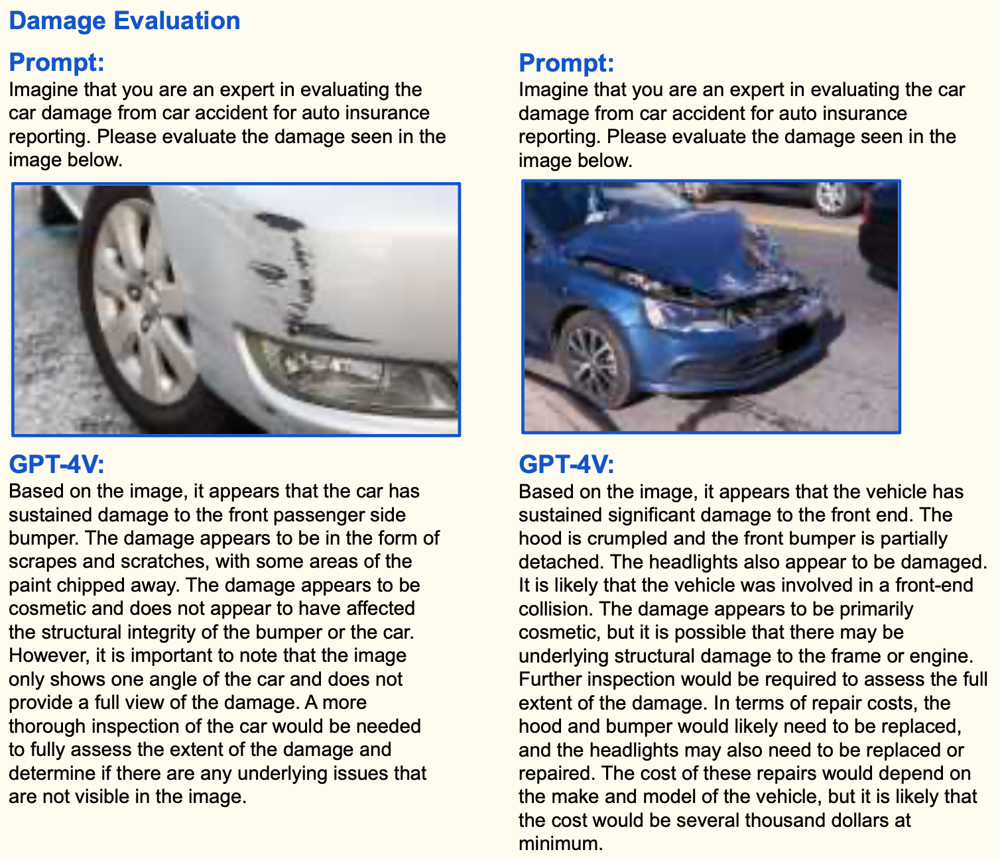 Damage Evaluation
Prompt:
Imagine that you are an expert in evaluating the
car damage from car accident for auto insurance
reporting. Please evaluate the damage seen in the
image below.
GPT-4V:
Based on the image, it appears that the car has
sustained damage to the front passenger side
bumper. The damage appears to be in the form of
scrapes and scratches, with some areas of the
paint chipped away. The damage appears to be
cosmetic and does not appear to have affected
the structural integrity of the bumper or the car.
However, it is important to note that the image
only shows one angle of the car and does not
provide a full view of the damage. A more
thorough inspection of the car would be needed
to fully assess the extent of the damage and
determine if there are any underlying issues that
are not visible in the image.
Prompt:
Imagine that you are an expert in evaluating the car
damage from car accident for auto insurance
reporting. Please evaluate the damage seen in the
image below.
GPT-4V:
Based on the image, it appears that the vehicle has
sustained significant damage to the front end. The
hood is crumpled and the front bumper is partially
detached. The headlights also appear to be damaged.
It is likely that the vehicle was involved in a front-end
collision. The damage appears to be primarily
cosmetic, but it is possible that there may be
underlying structural damage to the frame or engine.
Further inspection would be required to assess the full
extent of the damage. In terms of repair costs, the
hood and bumper would likely need to be replaced,
and the headlights may also need to be replaced or
repaired. The cost of these repairs would depend on
the make and model of the vehicle, but it is likely that
the cost would be several thousand dollars at
minimum.